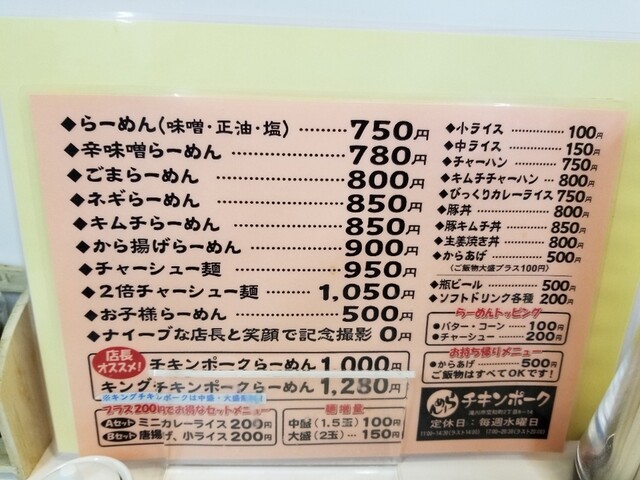 ◆らーめん(味噌・正油・塩) ……… 750円
◆辛味噌らーめん ………… 780円
◆ごまらーめん ………… 800円
◆ネギらーめん ………… 850円
◆キムチらーめん ………… 850円
◆から揚げらーめん ……… 900円
◆チャーシュー麺 ………… 950円
◆2倍チャーシュー麺 …… 1,050円
◆お子様らーめん ………… 500円
◆ナイーブな店長と笑顔で記念撮影 0円
店長オススメ!
チキンポークらーめん 1,000円
キングチキンポークらーめん 1,280円
※キングチキンポークは中盛・大盛
プラス200円でお得なセットメニュー
Aセット ミニカレーライス 200円
Bセット 唐揚げ、小ライス 200円
麺増量
中盛(1.5玉) 100円
大盛(2玉) … 150円
◆小ライス ………… 100円
◆中ライス ………… 150円
◆チャーハン ……… 750円
◆キムチチャーハン … 800円
◆びっくりカレーライス 750円
◆豚丼 ………… 800円
◆豚キムチ丼 ……… 850円
◆生姜焼き丼 ……… 800円
◆からあげ ………… 500円
(ご飯物大盛プラス100円)
◆瓶ビール ………… 500円
◆ソフトドリンク各種 200円
らーめんトッピング
●バター・コーン …… 100円
●チャーシュー ……… 200円
お持ち帰りメニュー
●からあげ ………… 500円
ご飯物はすべてOKです!
らーめん チキンポーク
定休日:毎週水曜日